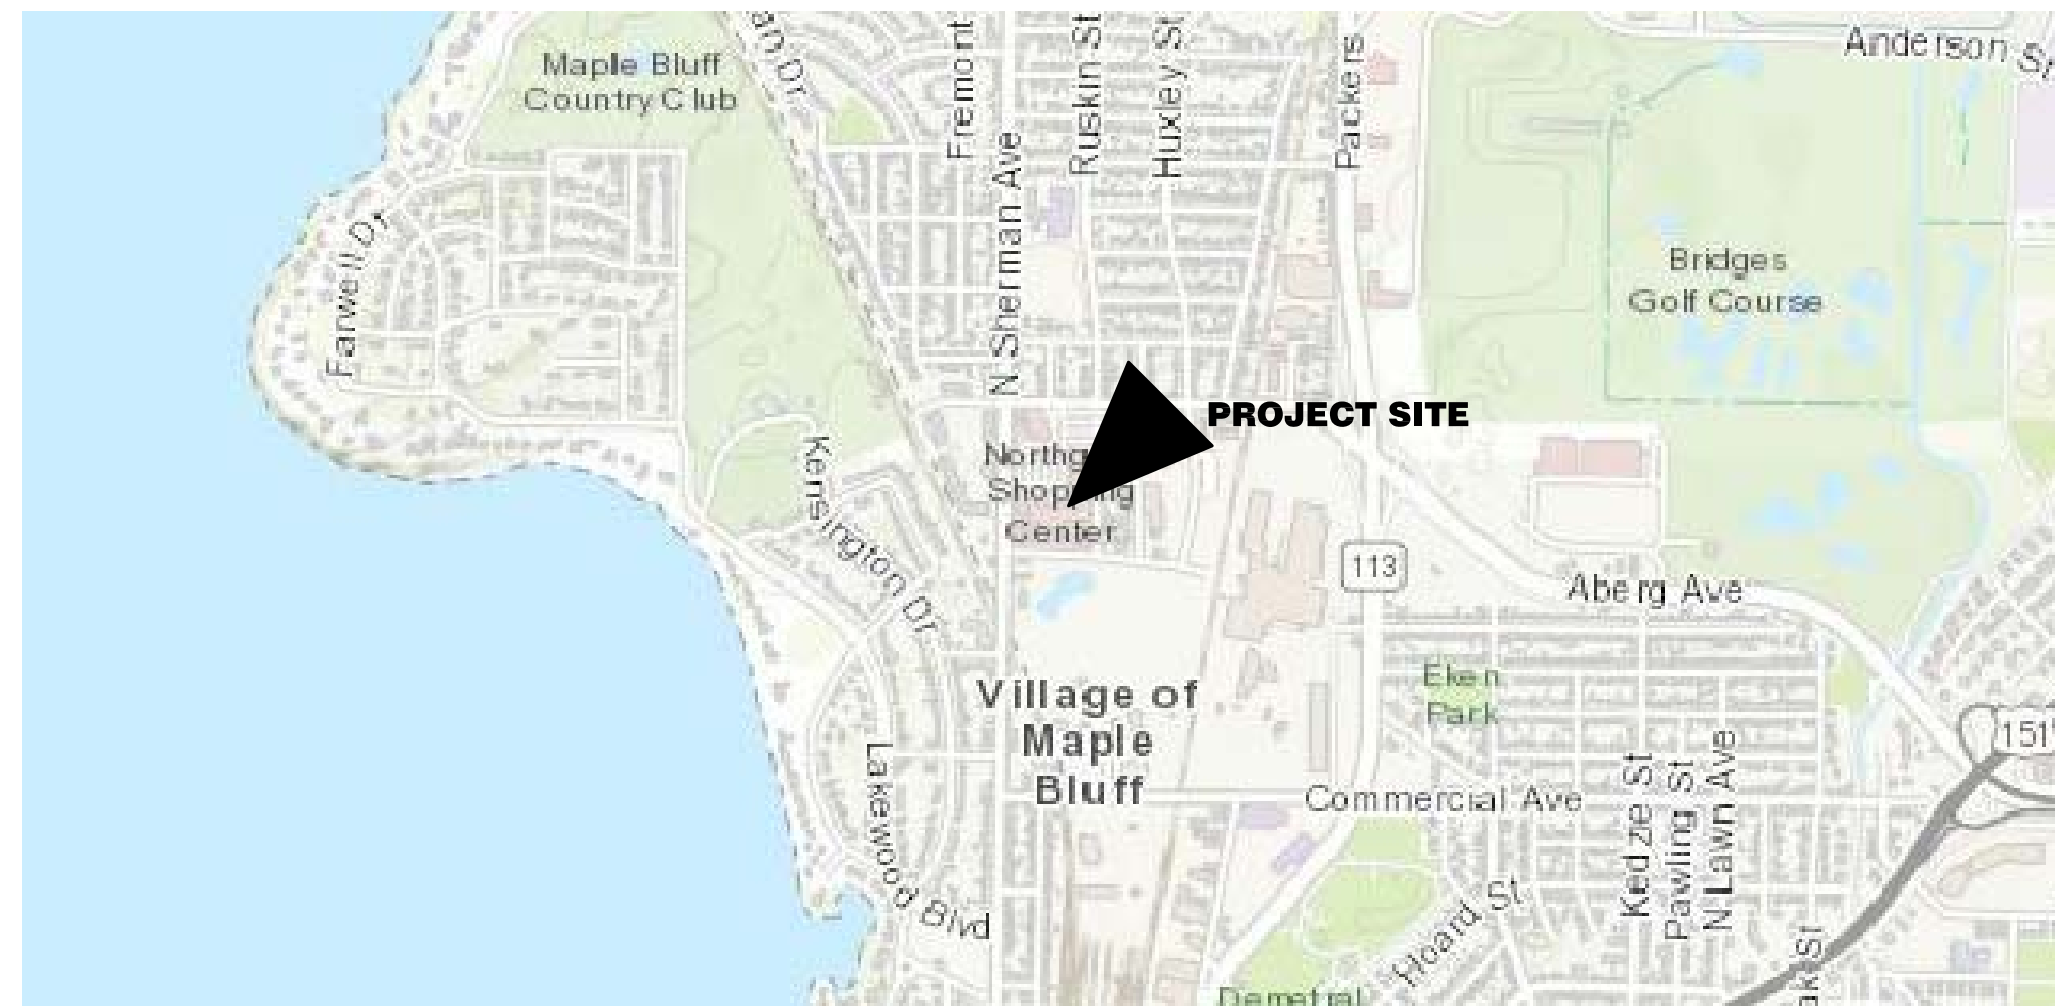 Maple Bluff
Country Club
Fremont
Ruskin St
Huxley St
Packers
Anderson
N Sherman Ave
Farwell Dr
Bridges
Golf Course
PROJECT SITE
Shopping
Center
Kensington Dr
113
Aberg Ave
Eken
Park
Village of
Maple
Bluff
151
Commercial Ave
Kedzie St
Pawling St
N Lawn Ave
Lakewood Blvd
Hoard St